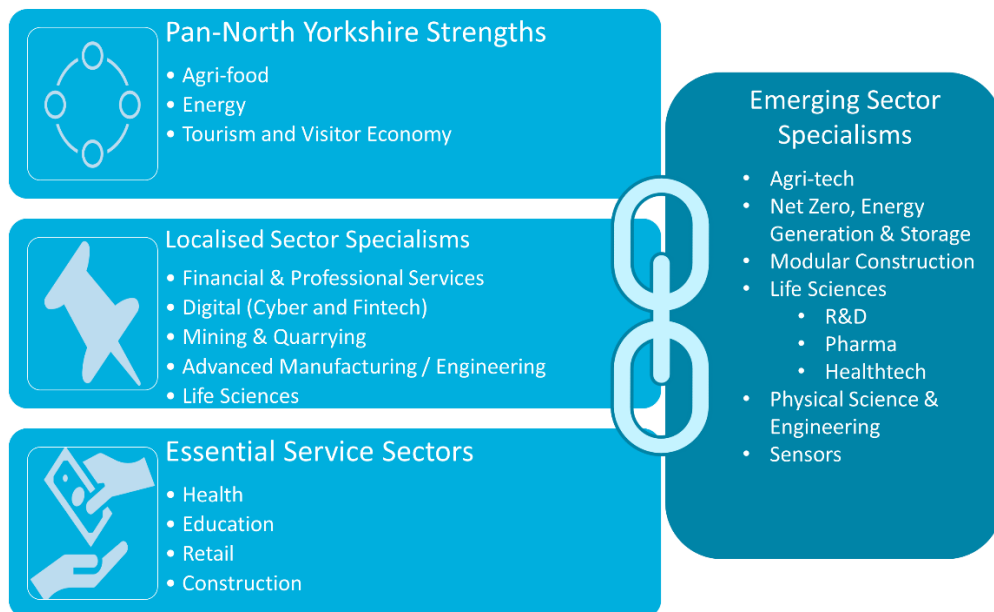 Pan-North Yorkshire Strengths
• Agri-food
• Energy
• Tourism and Visitor Economy
Localised Sector Specialisms
• Financial & Professional Services
• Digital (Cyber and Fintech)
• Mining & Quarrying
• Advanced Manufacturing / Engineering
• Life Sciences
Essential Service Sectors
• Health
• Education
• Retail
• Construction
Emerging Sector
Specialisms
• Agri-tech
• Net Zero, Energy
Generation & Storage
• Modular Construction
• Life Sciences
• R&D
• Pharma
• Healthtech
• Physical Science &
Engineering
• Sensors